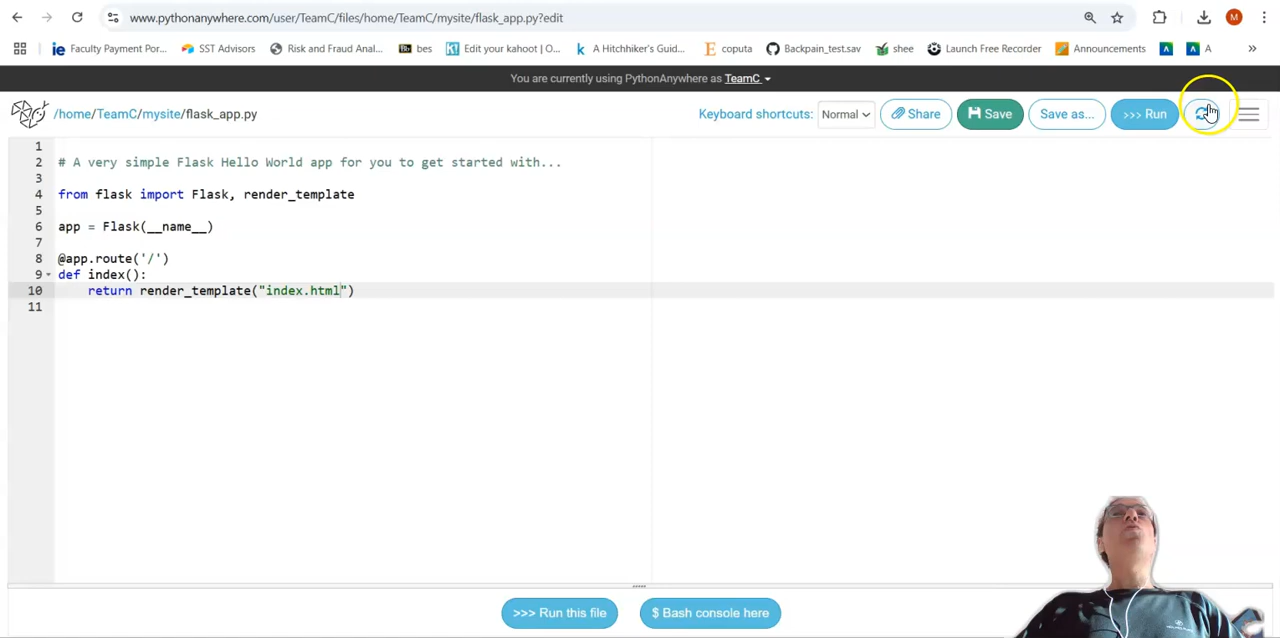 www.pythonanywhere.com/user/TeamC/files/home/TeamC/mysite/flask_app.py?edit
M
ie Faculty Payment Por... SST Advisors Risk and Fraud Anal... bes Edit your kahoot | O... k A Hitchhiker's Guid... E coputa Backpain_test.sav shee Launch Free Recorder Announcements A »
You are currently using PythonAnywhere as TeamC
/home/TeamC/mysite/flask_app.py Keyboard shortcuts: Normal Share Save Save as... >>> Run
1
2 # A very simple Flask Hello World app for you to get started with...
3
4 from flask import Flask, render_template
5
6 app = Flask(__name__)
7
8 @app.route('/')
9 def index():
10 return render_template("index.html")
11
>>> Run this file $ Bash console here